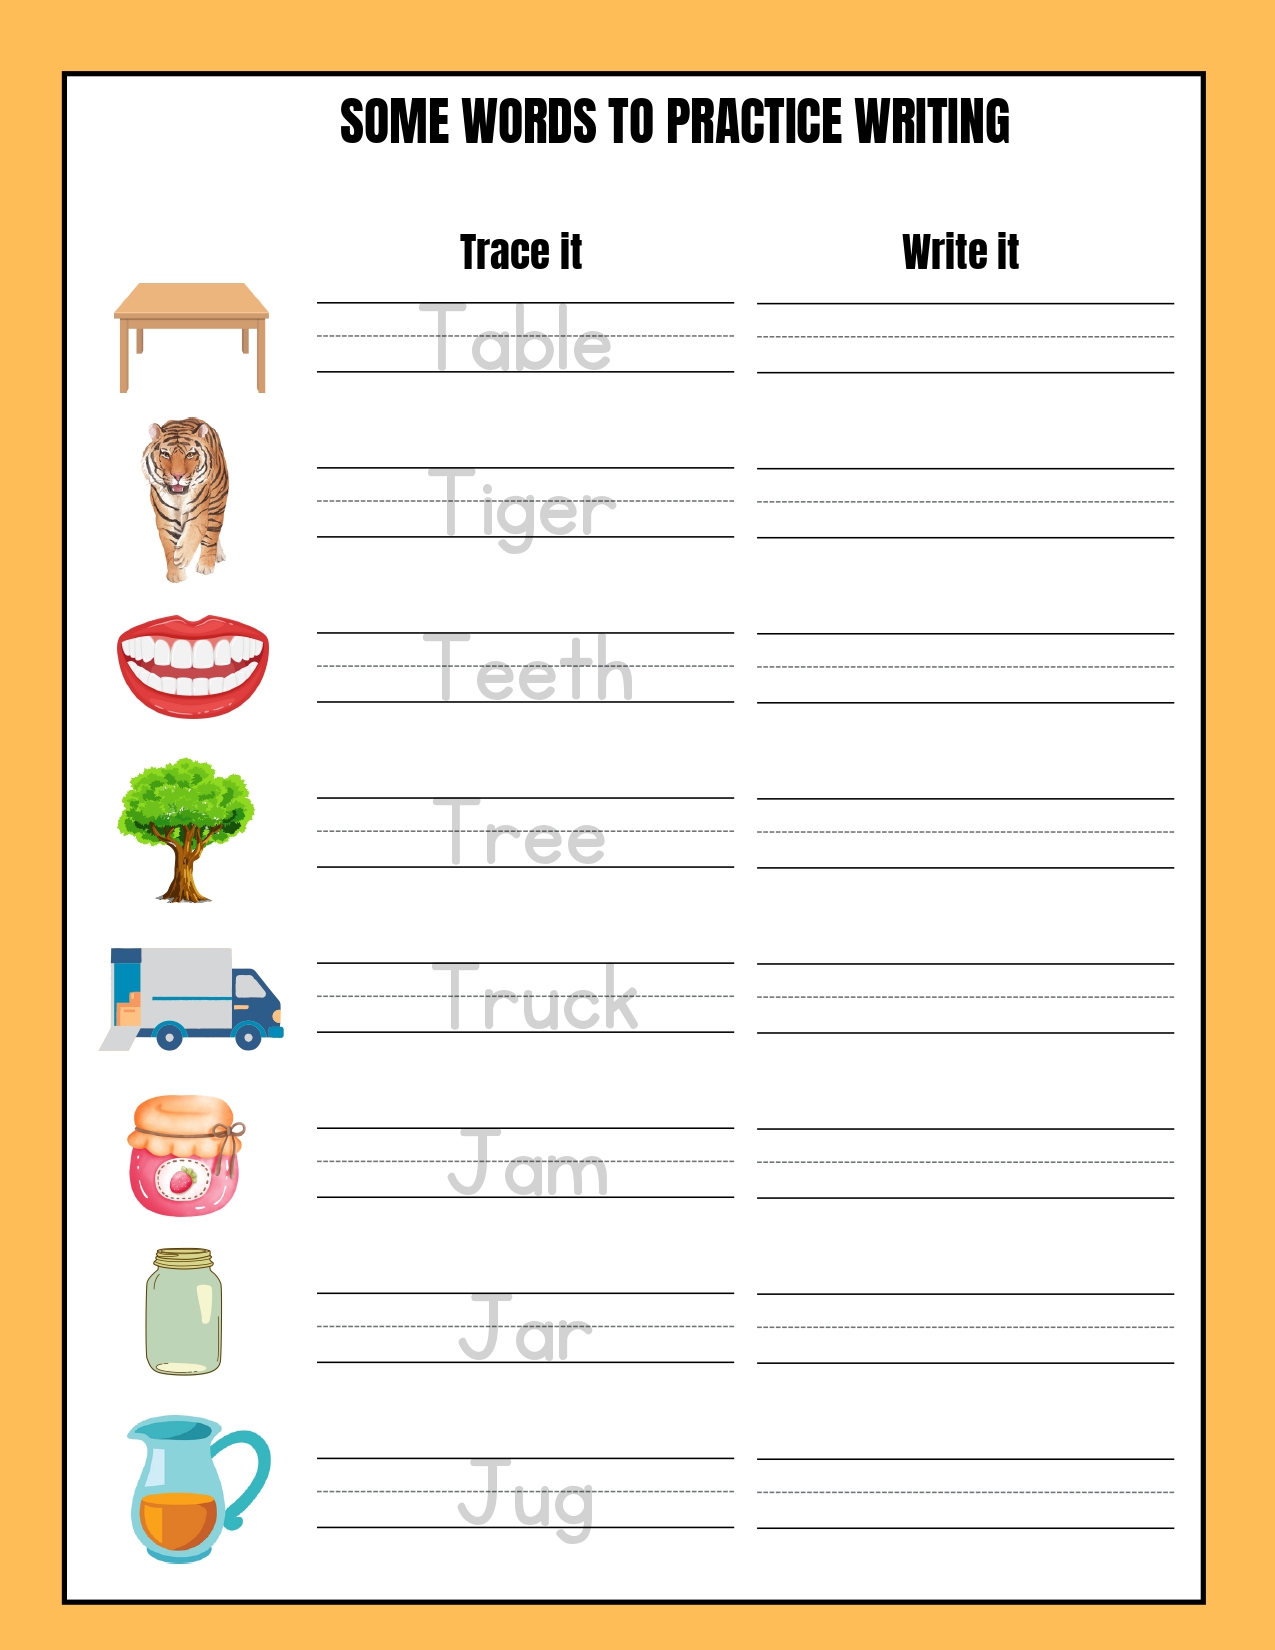 SOME WORDS TO PRACTICE WRITING
Trace it Write it
Table
Tiger
Teeth
Tree
Truck
Jam
Jar
Jug